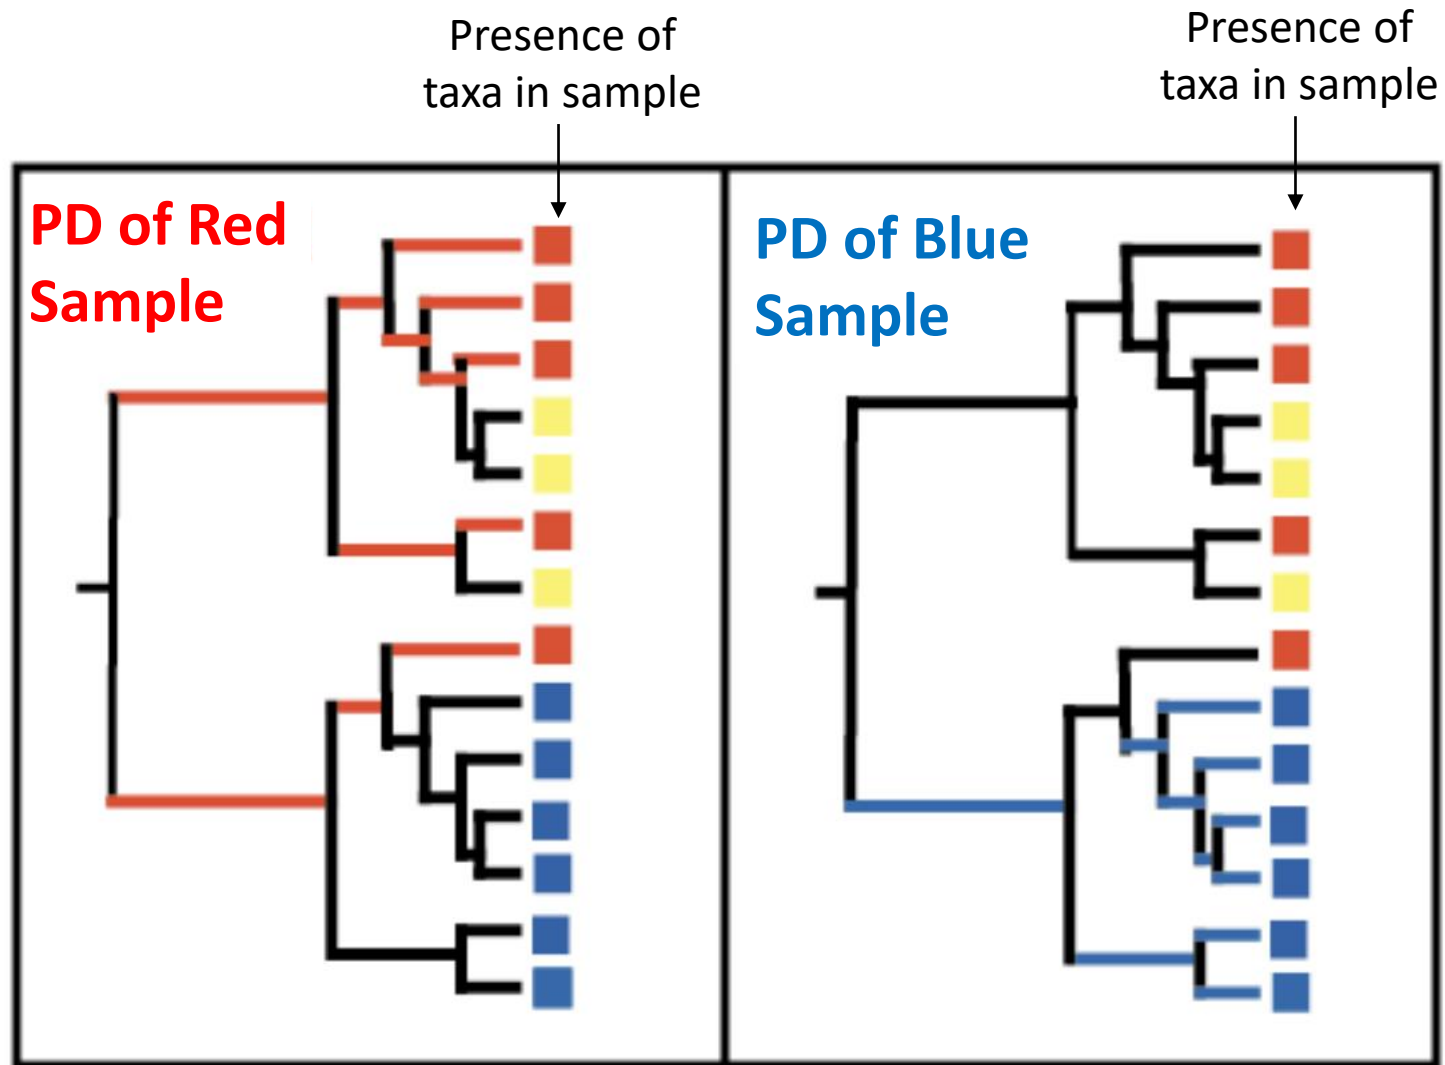 Presence of
taxa in sample
Presence of
taxa in sample
PD of Red
Sample
PD of Blue
Sample